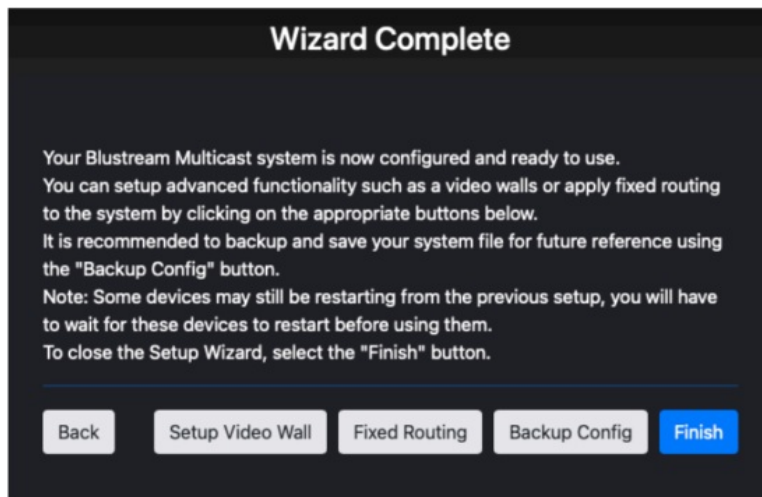 Wizard Complete
Your Blustream Multicast system is now configured and ready to use.
You can setup advanced functionality such as a video walls or apply fixed routing
to the system by clicking on the appropriate buttons below.
It is recommended to backup and save your system file for future reference using
the "Backup Config" button.
Note: Some devices may still be restarting from the previous setup, you will have
to wait for these devices to restart before using them.
To close the Setup Wizard, select the "Finish" button.
Back Setup Video Wall Fixed Routing Backup Config Finish